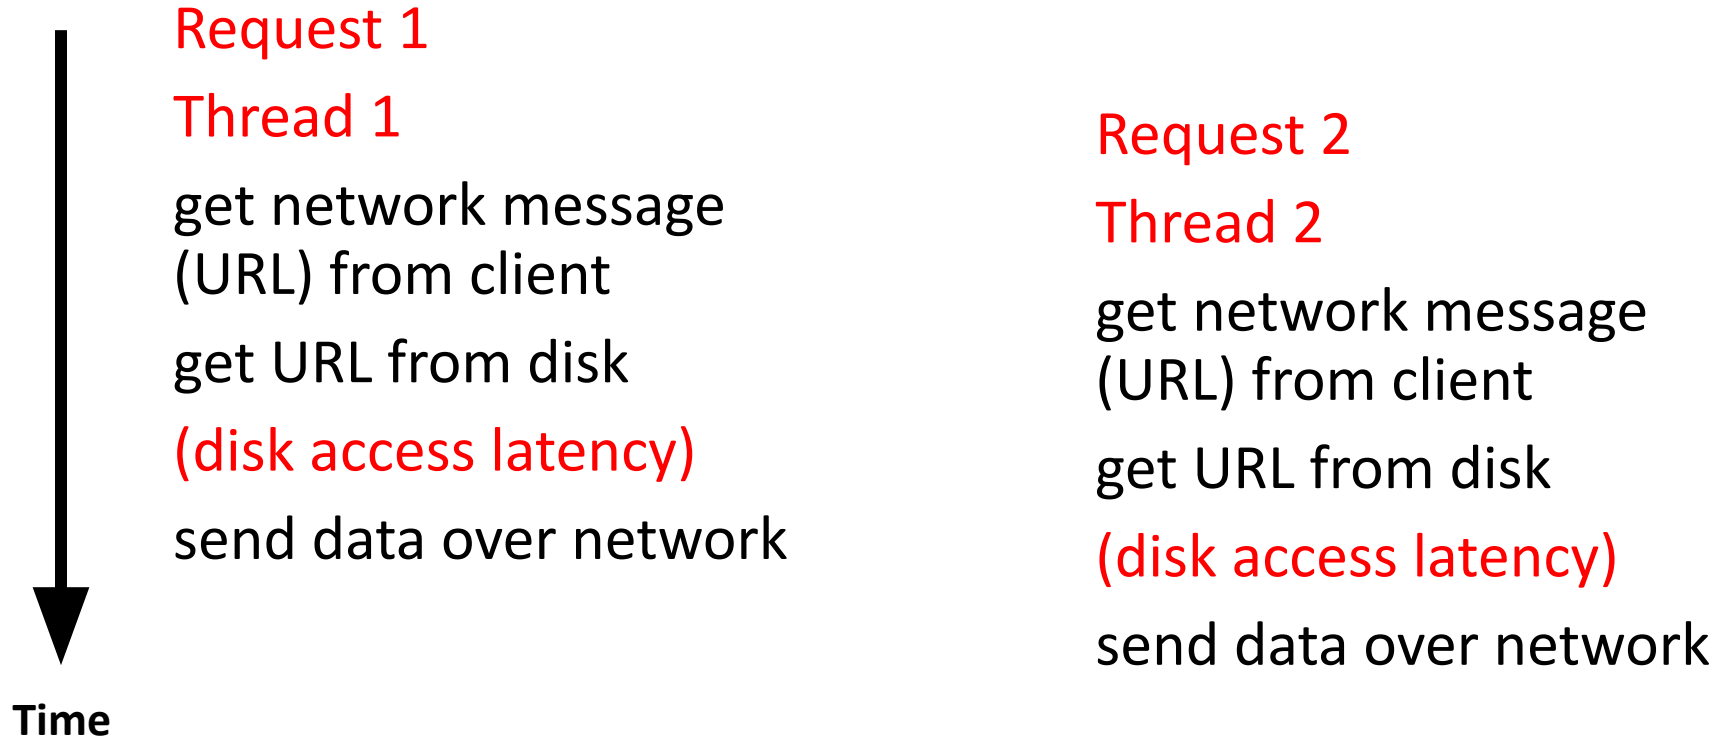 Request 1
Thread 1
get network message
(URL) from client
get URL from disk
(disk access latency)
send data over network
Request 2
Thread 2
get network message
(URL) from client
get URL from disk
(disk access latency)
send data over network
Time